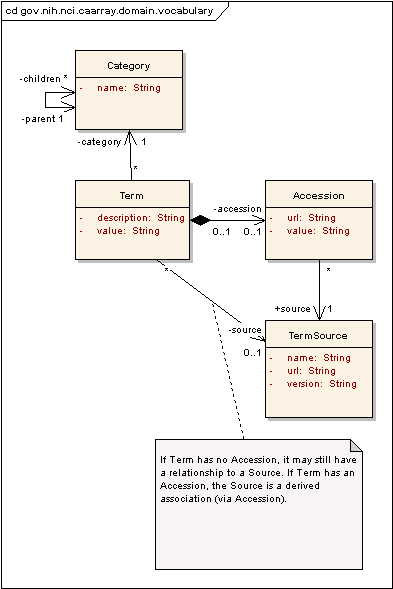 cd gov.nih.nci.caarray.domain.vocabulary
Category
- name: String
-children *
-parent 1
-category 1
*
Term
- description: String
- value: String
-accession
0..1 0..1
Accession
- url: String
- value: String
*
*
+source 1
-source
0..1
TermSource
- name: String
- url: String
- version: String
If Term has no Accession, it may still have
a relationship to a Source. If Term has an
Accession, the Source is a derived
association (via Accession).